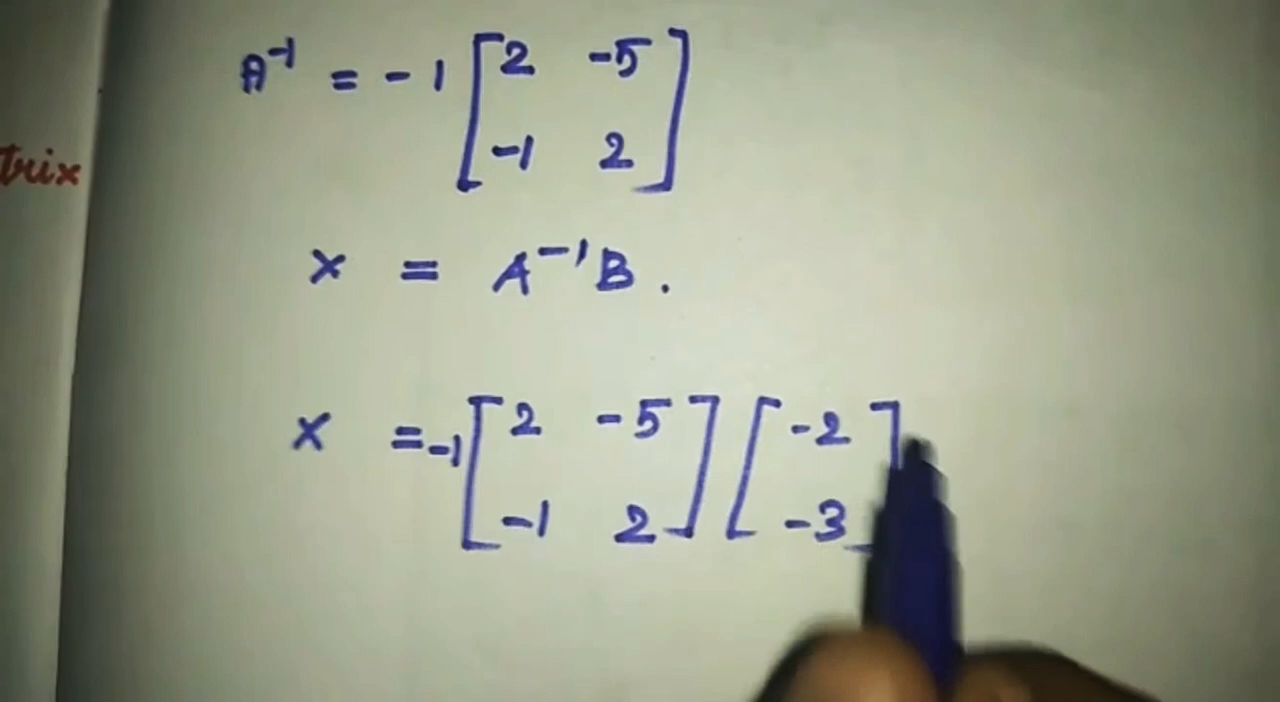 A⁻¹ = -1 [2 -5
-1 2]
trix
x = A⁻¹B.
x = -1 [2 -5
-1 2] [-2
-3]